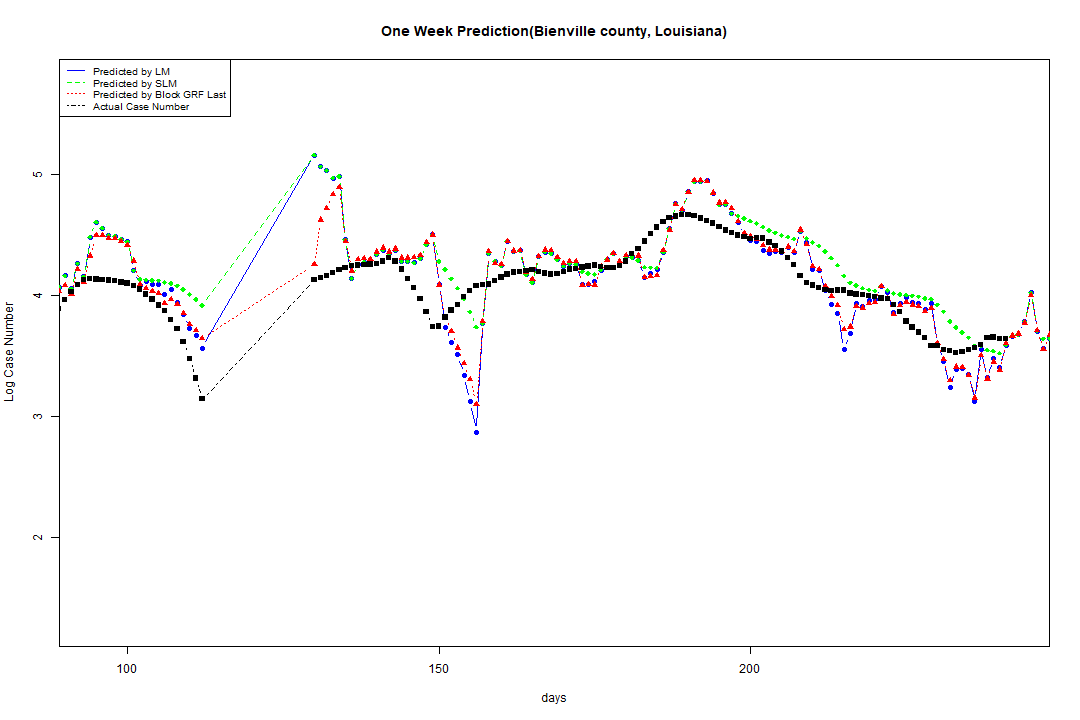 One Week Prediction(Bienville county, Louisiana)
Predicted by LM
Predicted by SLM
Predicted by Block GRF Last
Actual Case Number
5
4
3
2
Log Case Number
100 150 200
days